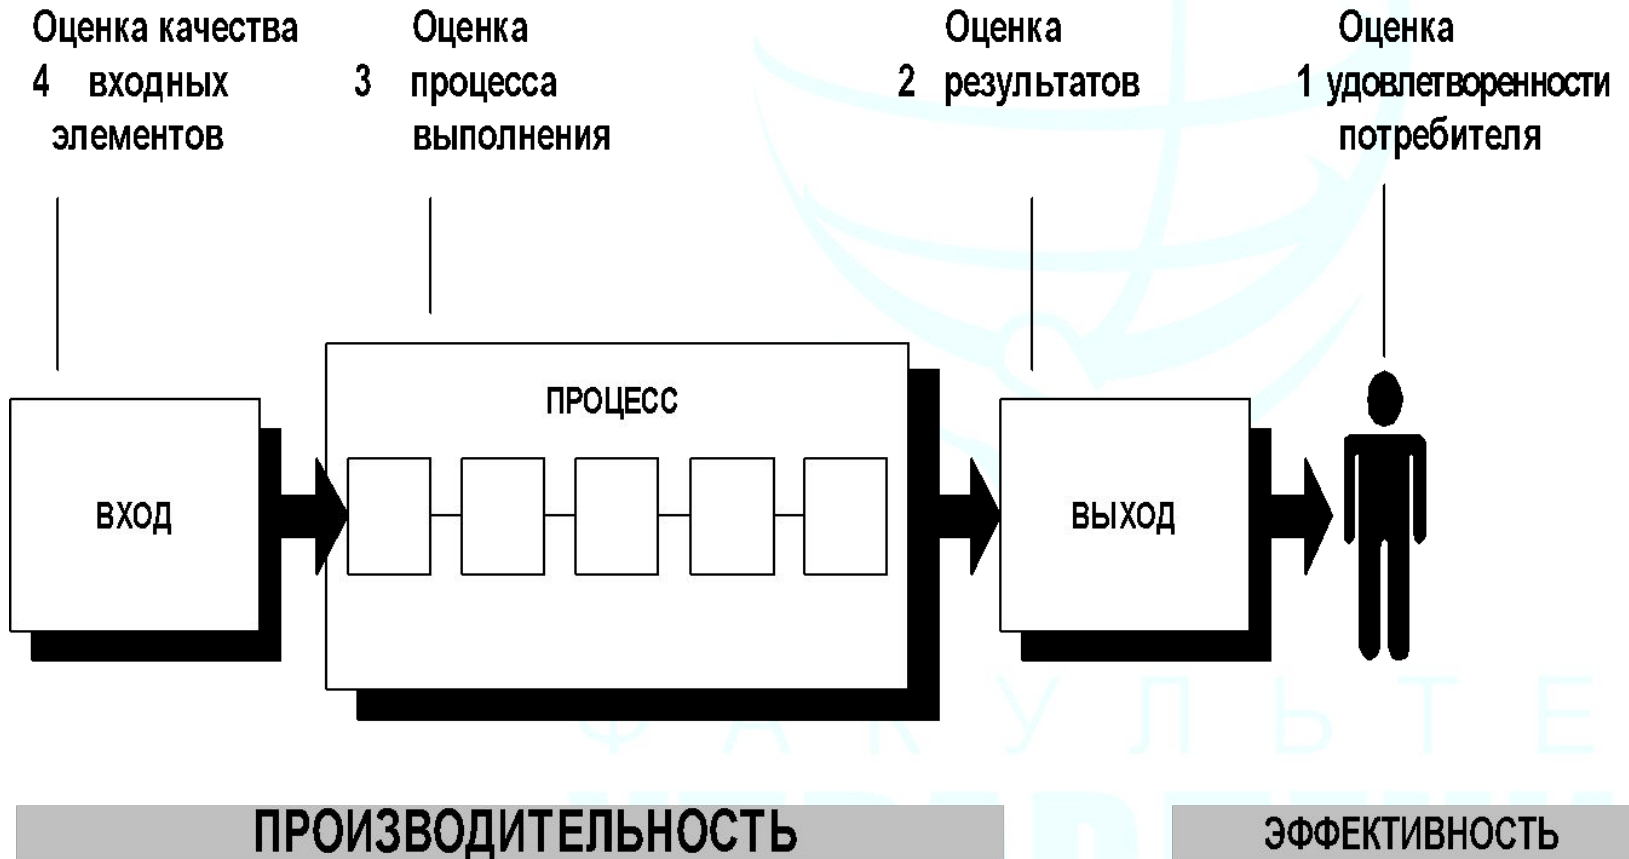 Оценка качества
4 входных
элементов
Оценка
3 процесса
выполнения
Оценка
2 результатов
Оценка
1 удовлетворенности
потребителя
ПРОЦЕСС
ВХОД
ВЫХОД
ФАКУЛЬТЕ
ПРОИЗВОДИТЕЛЬНОСТЬ
ЭФФЕКТИВНОСТЬ